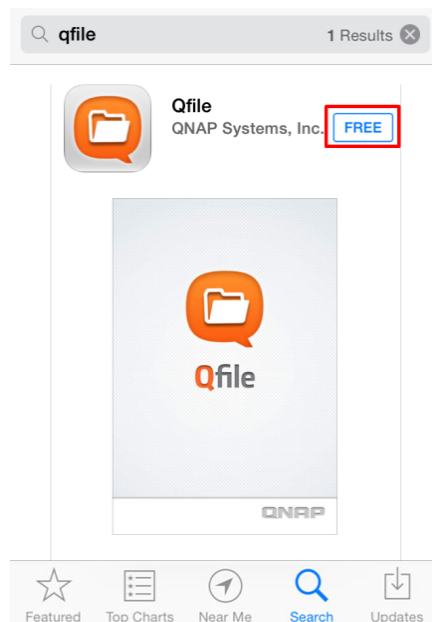 qfile 1 Results
Qfile
QNAP Systems, Inc. FREE
Qfile
QNAP
Featured Top Charts Near Me Search Updates